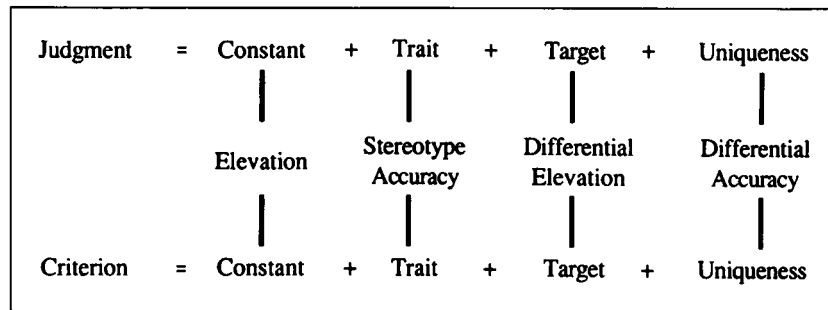 Judgment = Constant + Trait + Target + Uniqueness
Elevation Stereotype Accuracy Differential Elevation Differential Accuracy
Criterion = Constant + Trait + Target + Uniqueness